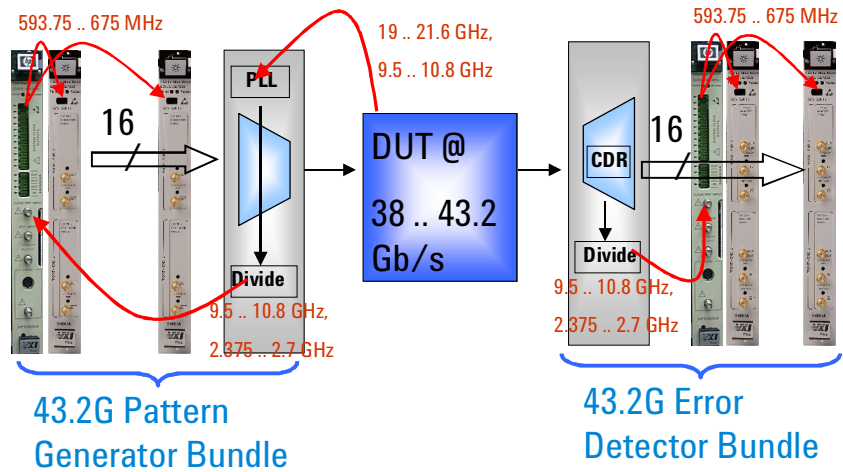 593.75 .. 675 MHz
16
PLL
Divide
9.5 .. 10.8 GHz,
2.375 .. 2.7 GHz
19 .. 21.6 GHz,
9.5 .. 10.8 GHz
DUT @
38 .. 43.2
Gb/s
CDR
Divide
9.5 .. 10.8 GHz,
2.375 .. 2.7 GHz
16
593.75 .. 675 MHz
43.2G Pattern
Generator Bundle
43.2G Error
Detector Bundle